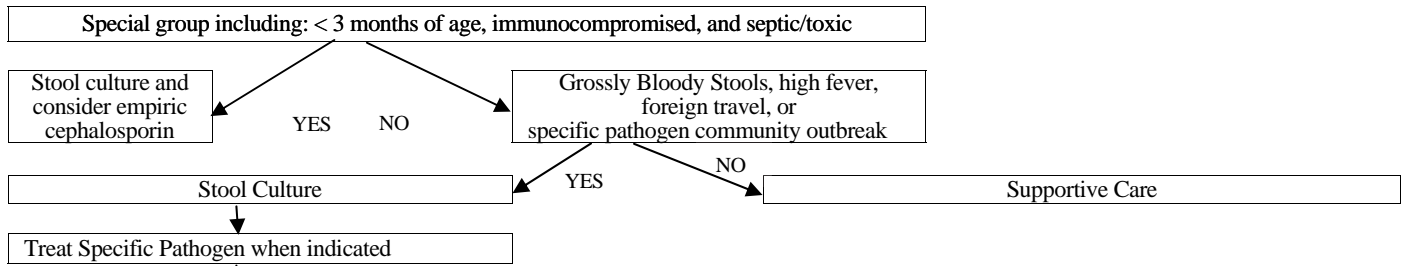 Special group including: < 3 months of age, immunocompromised, and septic/toxic
Stool culture and
consider empiric
cephalosporin
YES
NO
Grossly Bloody Stools, high fever,
foreign travel, or
specific pathogen community outbreak
YES
NO
Stool Culture
Supportive Care
Treat Specific Pathogen when indicated